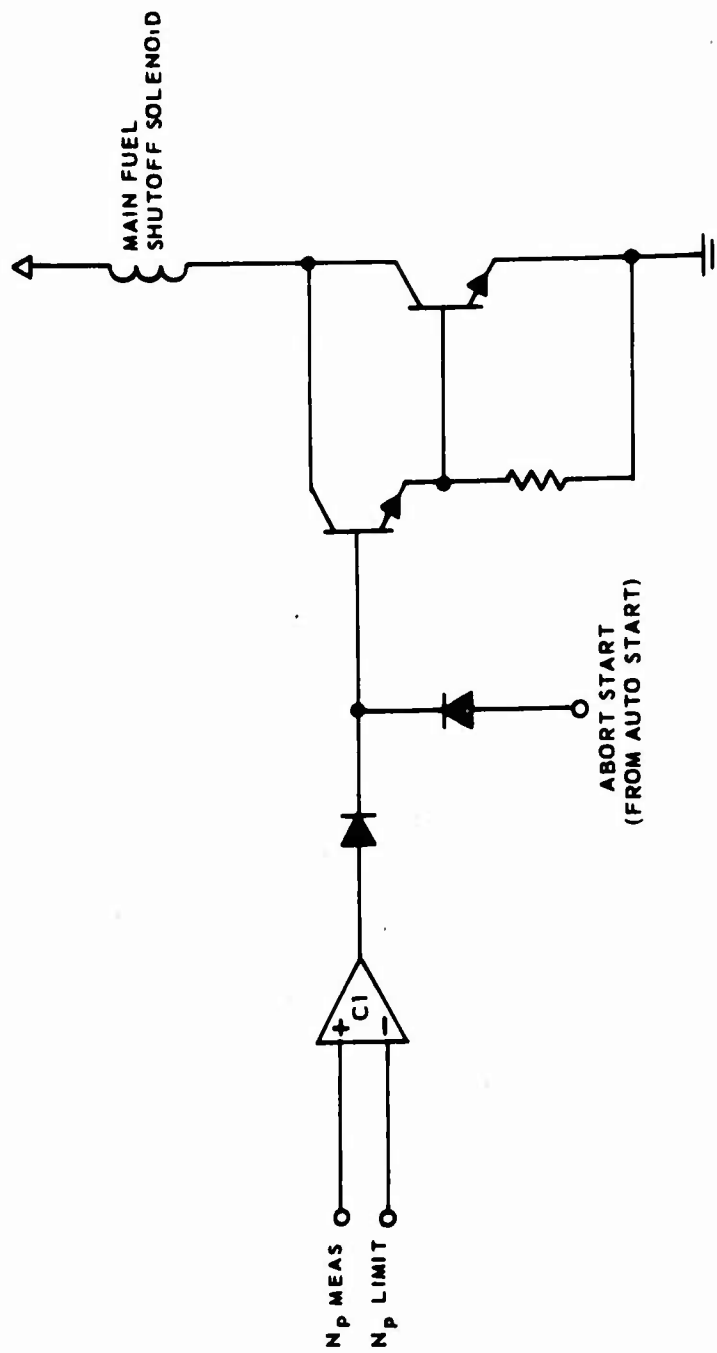 MAIN FUEL
SHUTOFF SOLENOID
Np MEAS
Np LIMIT
+
C1
−
ABORT START
(FROM AUTO START)